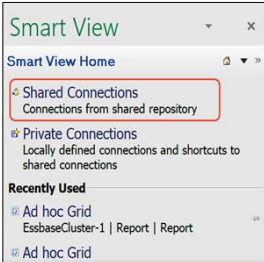 Smart View
Smart View Home
Shared Connections
Connections from shared repository
Private Connections
Locally defined connections and shortcuts to
shared connections
Recently Used
Ad hoc Grid
EssbaseCluster-1 | Report | Report
Ad hoc Grid